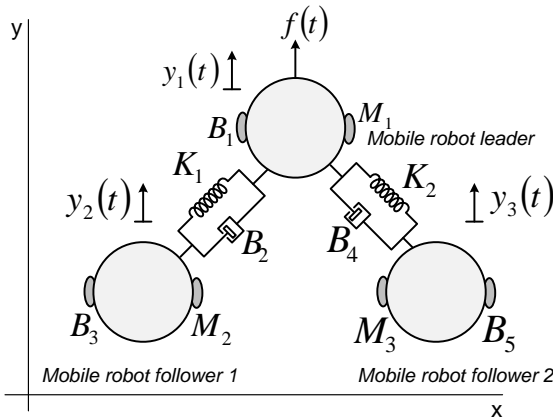 y
f(t)
y₁(t)
B₁
M₁
Mobile robot leader
K₁
K₂
y₂(t)
y₃(t)
B₂
B₄
B₃
M₂
M₃
B₅
Mobile robot follower 1
Mobile robot follower 2
x